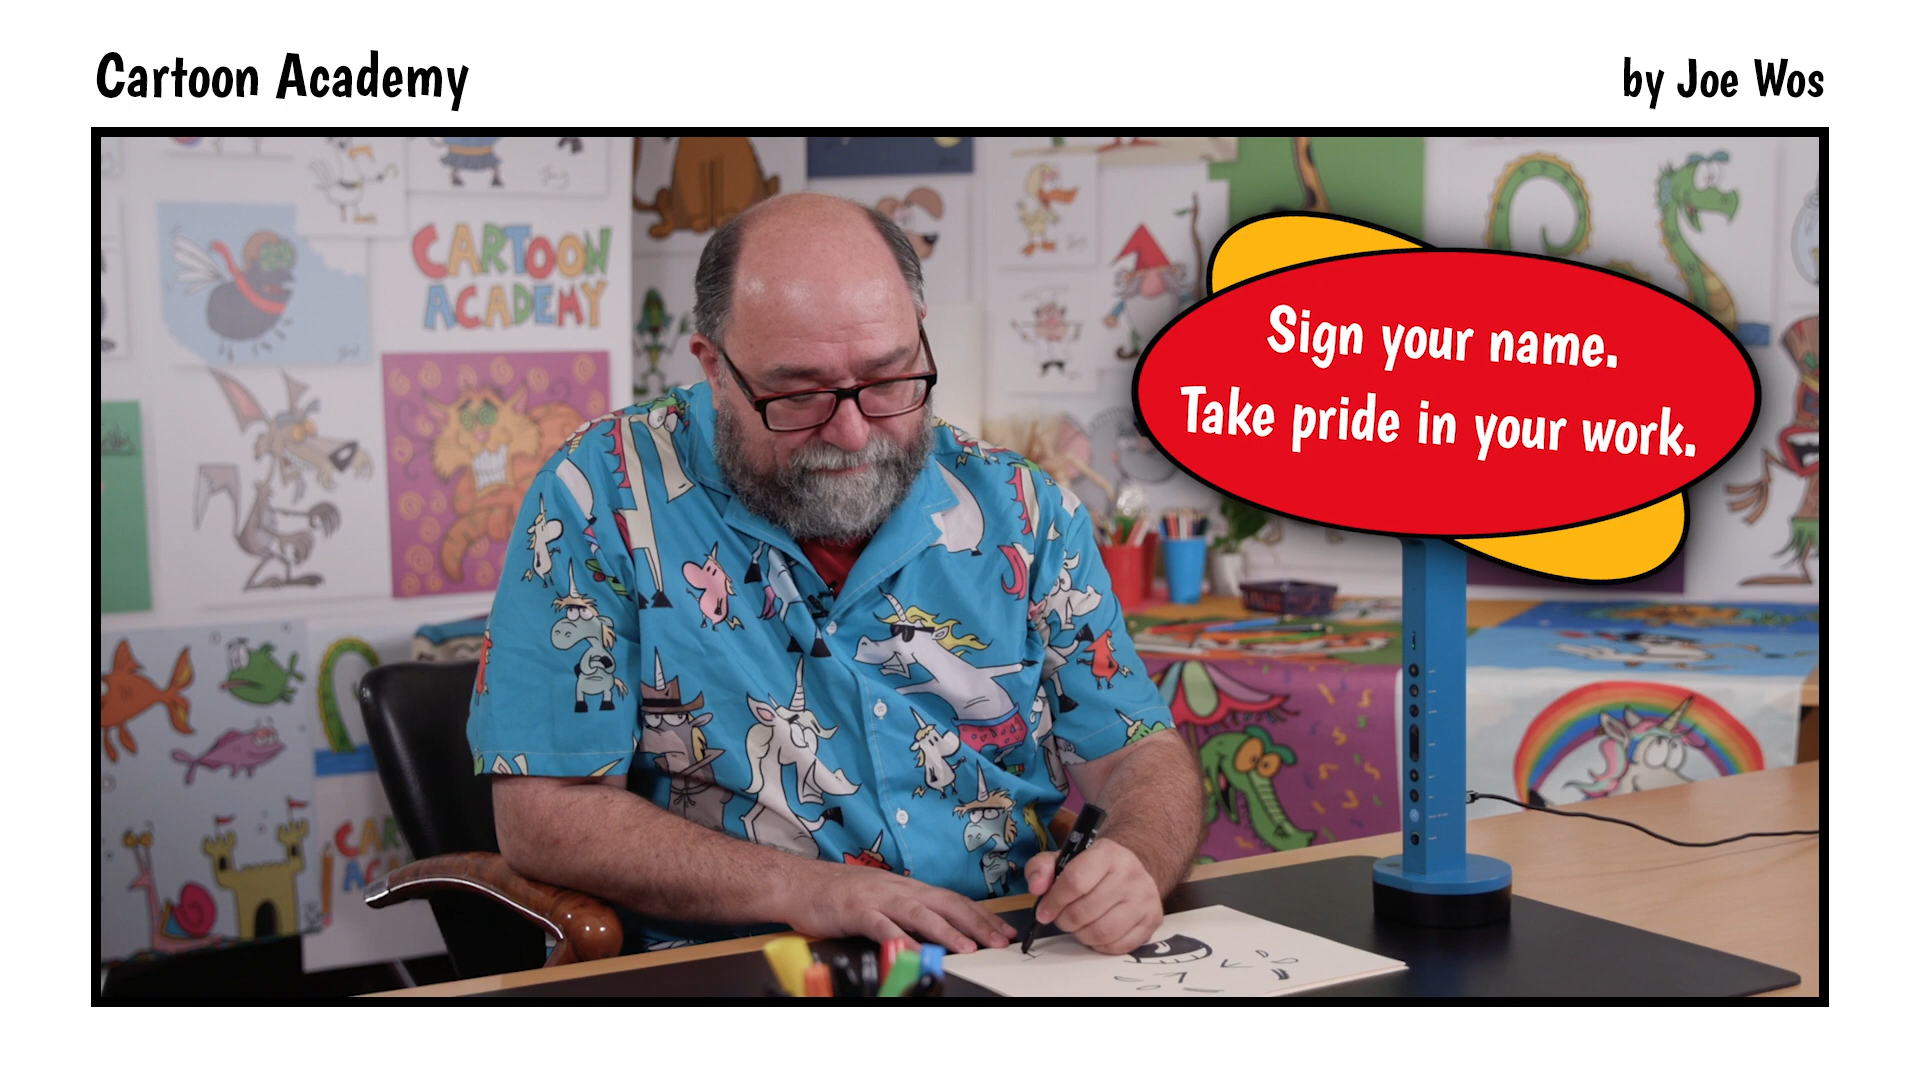 Cartoon Academy
by Joe Wos
CARTOON
ACADEMY
Sign your name.
Take pride in your work.